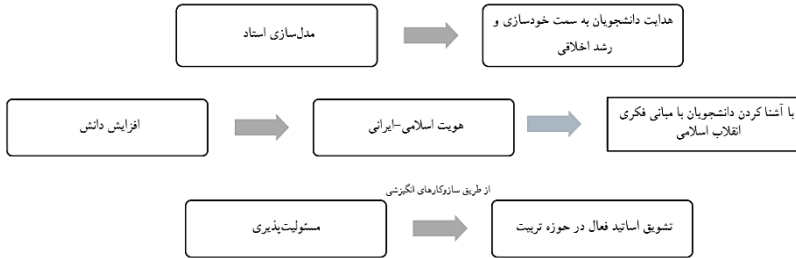 هدایت دانشجویان به سمت خودسازی و
رشد اخلاقی
مدل‌سازی استاد
با آشنا کردن دانشجویان با مبانی فکری
انقلاب اسلامی
هویت اسلامی-ایرانی
افزایش دانش
از طریق سازوکارهای انگیزشی
تشویق اساتید فعال در حوزه تربیت
مسئولیت‌پذیری